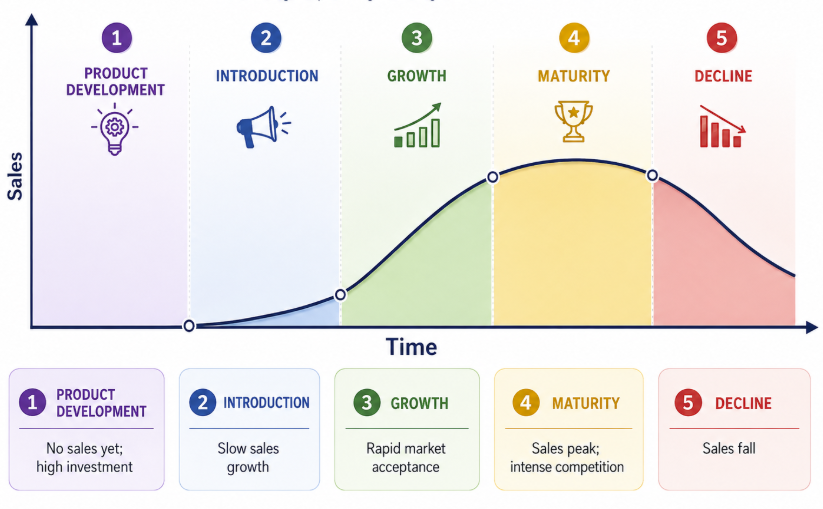 1
2
3
4
5
PRODUCT
DEVELOPMENT
INTRODUCTION
GROWTH
MATURITY
DECLINE
Sales
Time
1 PRODUCT
DEVELOPMENT
No sales yet;
high investment
2 INTRODUCTION
Slow sales
growth
3 GROWTH
Rapid market
acceptance
4 MATURITY
Sales peak;
intense competition
5 DECLINE
Sales fall